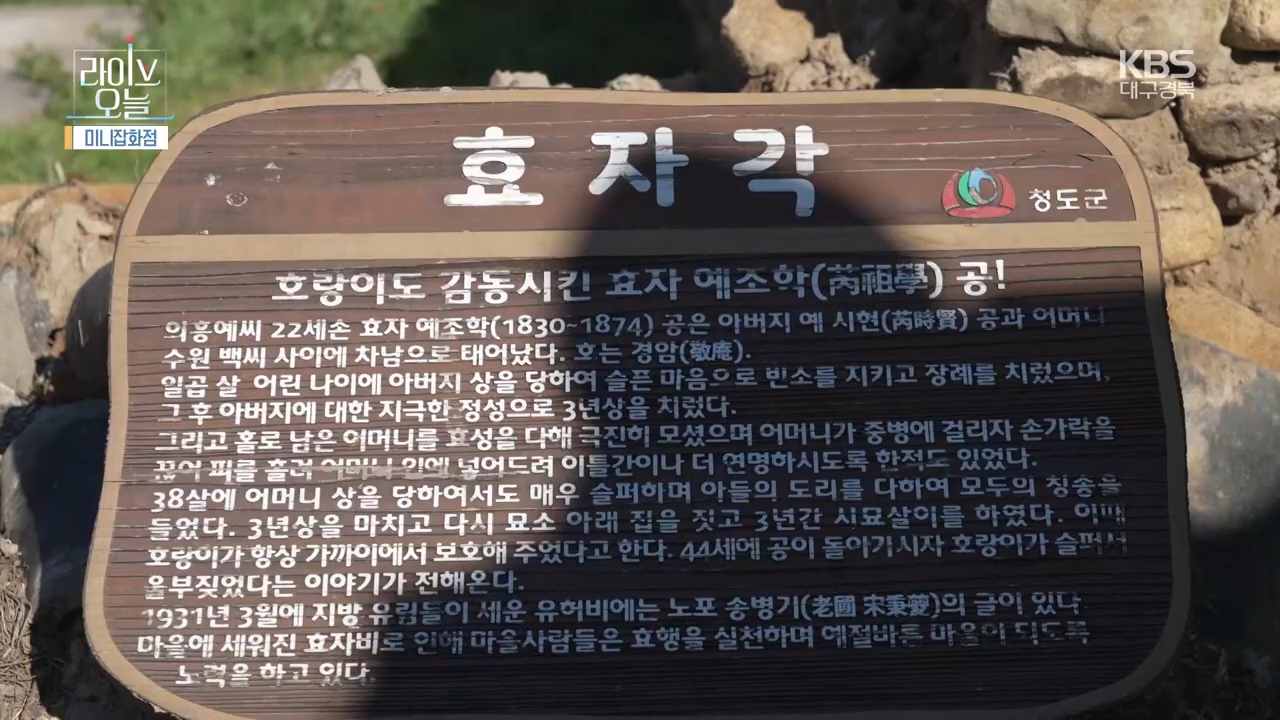 라이v
오늘
미니잡화점
KBS
대구경북
효자각
청도군
호랑이도 감동시킨 효자 예조학(芮祖學) 공!
의흥예씨 22세손 효자 예조학(1830~1874) 공은 아버지 예 시현(芮時賢) 공과 어머니
수원 백씨 사이에 차남으로 태어났다. 호는 경암(敬庵).
일곱 살 어린 나이에 아버지 상을 당하여 슬픈 마음으로 빈소를 지키고 장례를 치렀으며,
그 후 아버지에 대한 지극한 정성으로 3년상을 치렀다.
그리고 홀로 남은 어머니를 효성을 다해 극진히 모셨으며 어머니가 중병에 걸리자 손가락을
끊어 피를 흘려 어머니 입에 넣어드려 이틀간이나 더 연명하시도록 한적도 있었다.
38살에 어머니 상을 당하여서도 매우 슬퍼하며 아들의 도리를 다하여 모두의 칭송을
들었다. 3년상을 마치고 다시 묘소 아래 집을 짓고 3년간 시묘살이를 하였다. 이때
호랑이가 항상 가까이에서 보호해 주었다고 한다. 44세에 공이 돌아가시자 호랑이가 슬퍼서
울부짖었다는 이야기가 전해온다.
1931년 3월에 지방 유림들이 세운 유허비에는 노포 송병기(老圃 宋秉夔)의 글이 있다
마을에 세워진 효자비로 인해 마을사람들은 효행을 실천하며 예절바른 마을이 되도록
노력을 하고 있다.